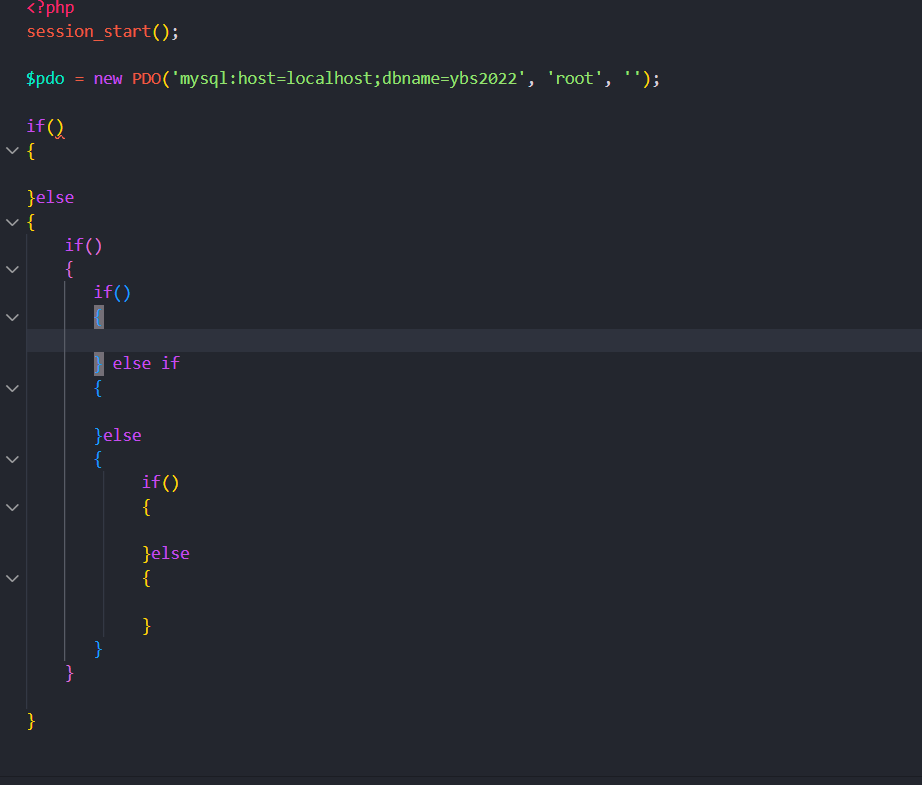 <?php
session_start();
$pdo = new PDO('mysql:host=localhost;dbname=ybs2022', 'root', '');
if()
{
}else
{
if()
{
if()
{
} else if
{
}else
{
if()
{
}else
{
}
}
}
}